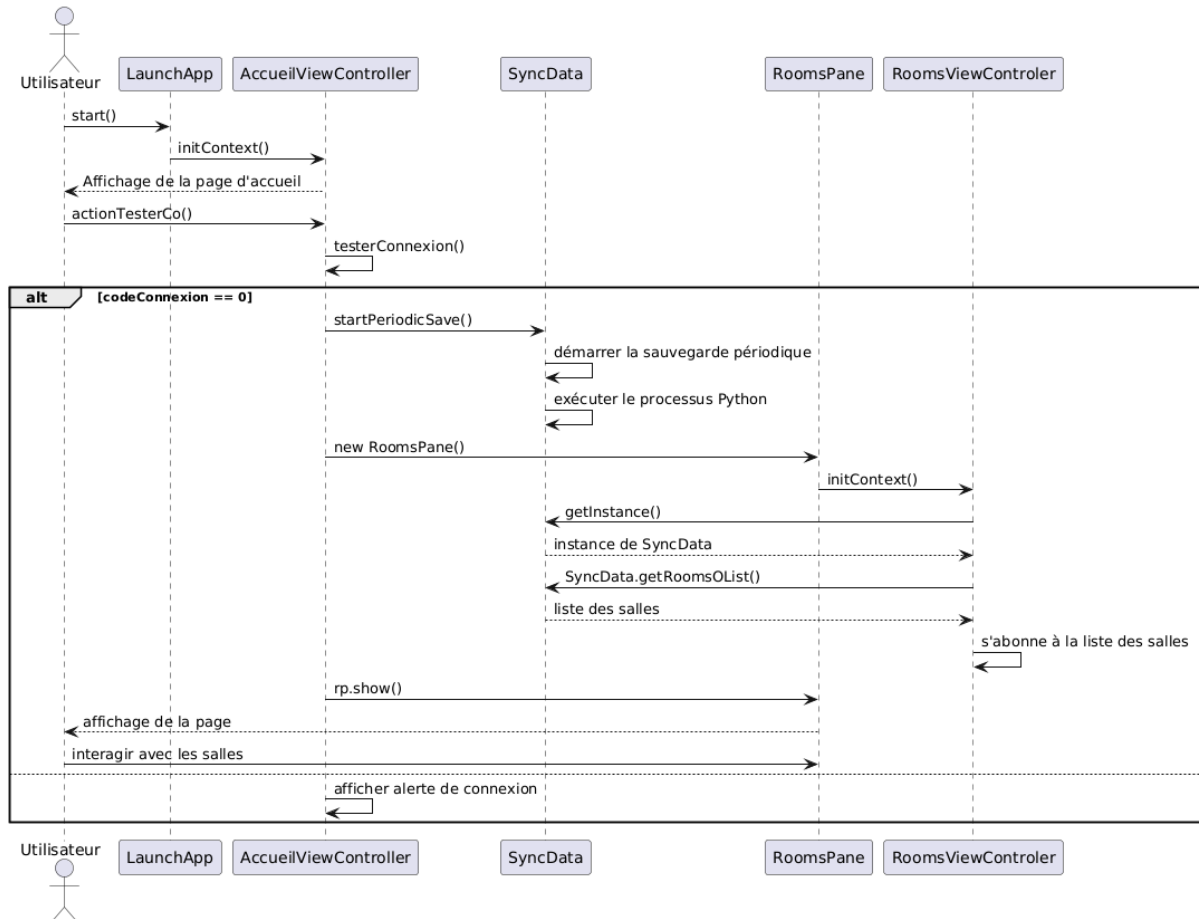 Utilisateur
LaunchApp
AccueilViewController
SyncData
RoomsPane
RoomsViewControler
start()
initContext()
Affichage de la page d'accueil
actionTesterCo()
testerConnexion()
alt
[codeConnexion == 0]
startPeriodicSave()
démarrer la sauvegarde périodique
exécuter le processus Python
new RoomsPane()
initContext()
getInstance()
instance de SyncData
SyncData.getRoomsOList()
liste des salles
s'abonne à la liste des salles
rp.show()
affichage de la page
interagir avec les salles
afficher alerte de connexion
Utilisateur
LaunchApp
AccueilViewController
SyncData
RoomsPane
RoomsViewControler